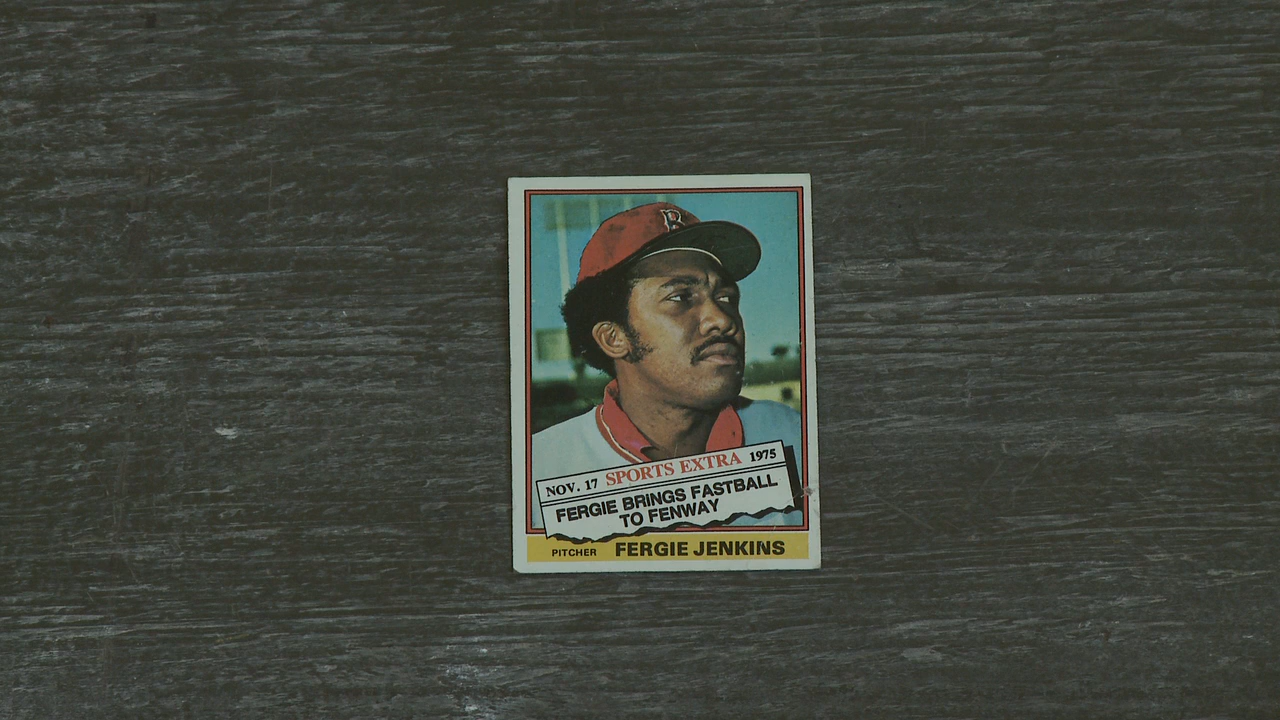 R
NOV. 17 SPORTS EXTRA 1975
FERGIE BRINGS FASTBALL
TO FENWAY
PITCHER FERGIE JENKINS